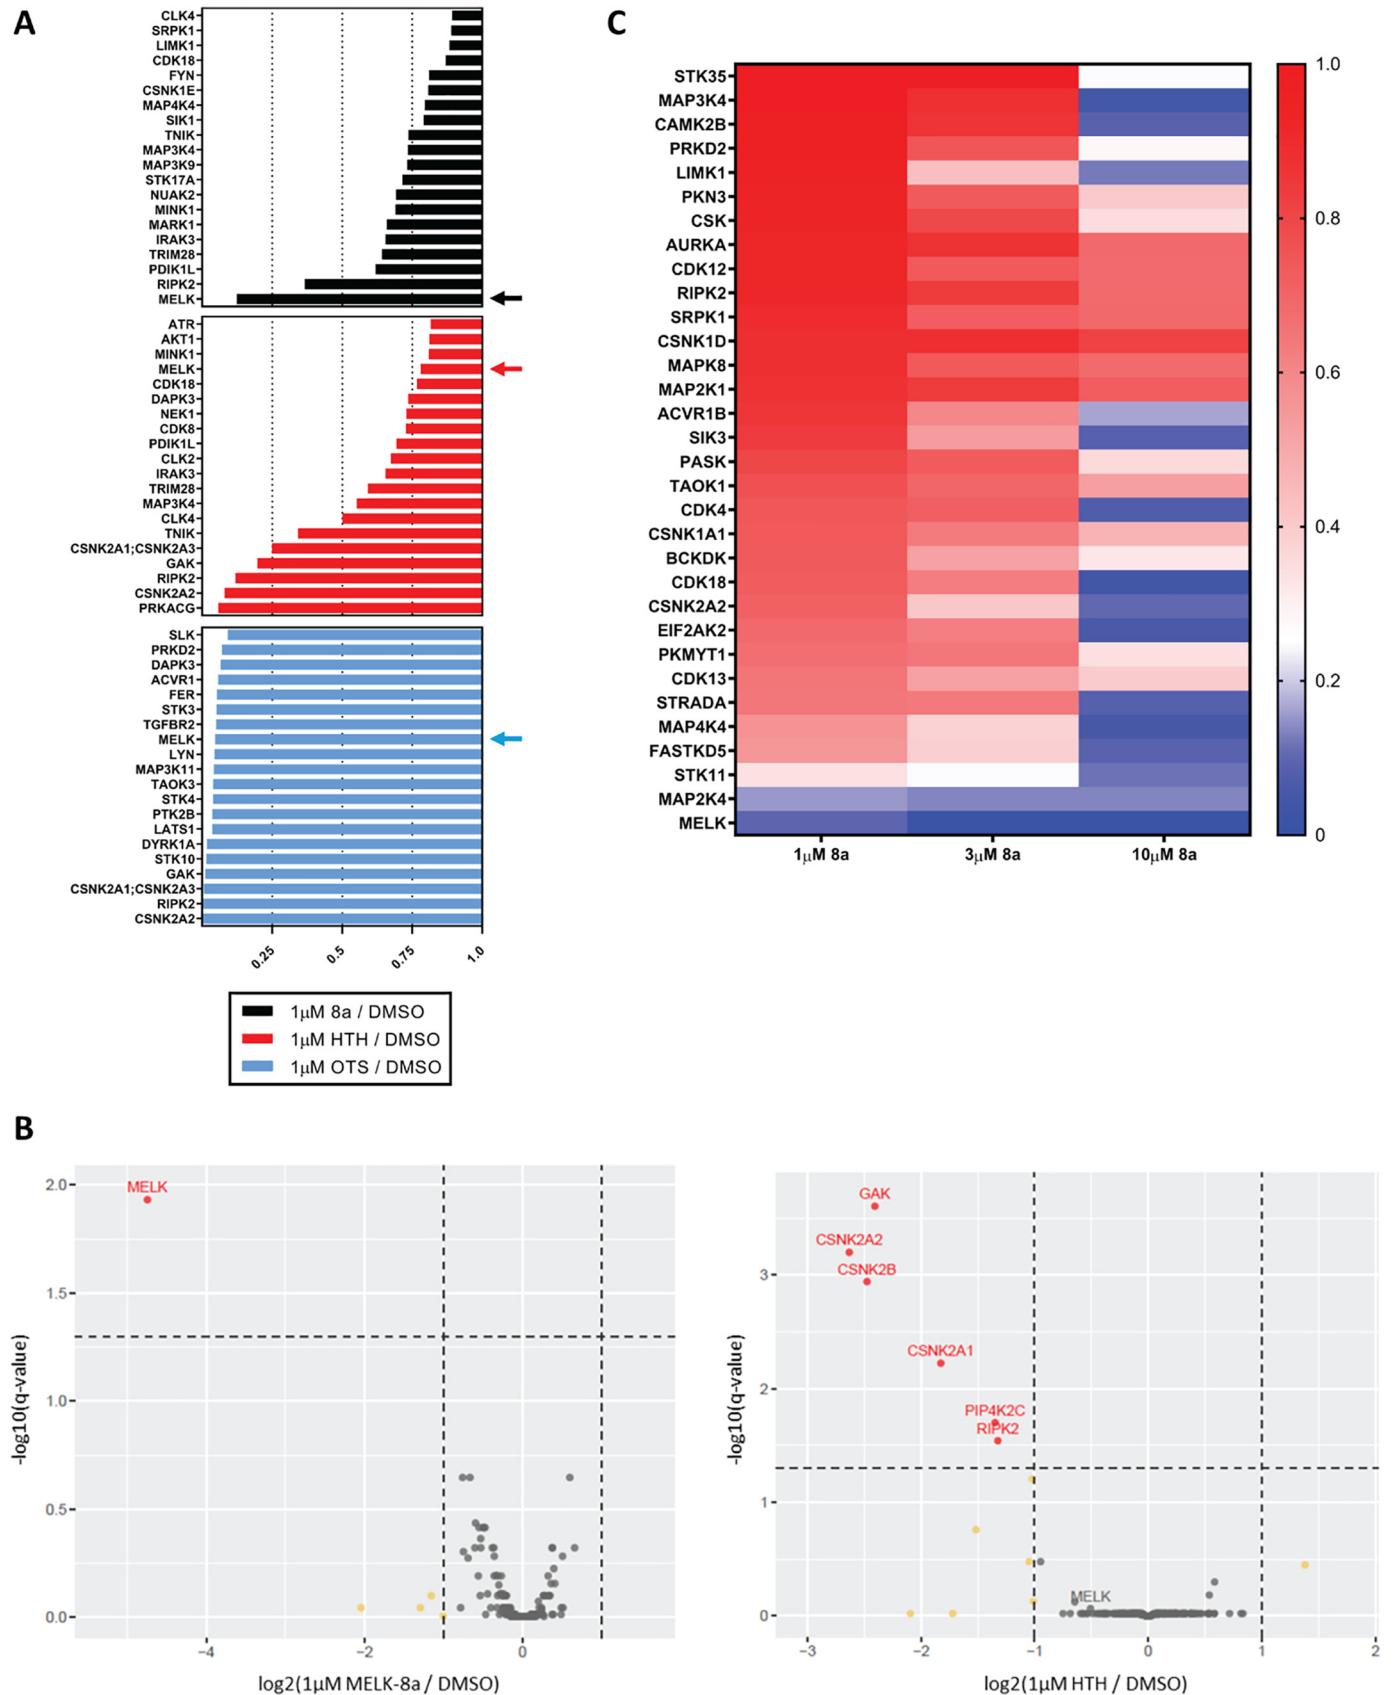 A
CLK4
SRPK1
LIMK1
CDK18
FYN
CSNK1E
MAP4K4
SIK1
TNIK
MAP3K4
MAP3K9
STK17A
NUAK2
MINK1
MARK1
IRAK3
TRIM28
PDIK1L
RIPK2
MELK
ATR
AKT1
MINK1
MELK
CDK18
DAPK3
NEK1
CDK8
PDIK1L
CLK2
IRAK3
TRIM28
MAP3K4
CLK4
TNIK
CSNK2A1;CSNK2A3
GAK
RIPK2
CSNK2A2
PRKACG
SLK
PRKD2
DAPK3
ACVR1
FER
STK3
TGFBR2
MELK
LYN
MAP3K11
TAOK3
STK4
PTK2B
LATS1
DYRK1A
STK10
GAK
CSNK2A1;CSNK2A3
RIPK2
CSNK2A2
0.25 0.5 0.75 1.0
1μM 8a / DMSO
1μM HTH / DMSO
1μM OTS / DMSO
C
STK35
MAP3K4
CAMK2B
PRKD2
LIMK1
PKN3
CSK
AURKA
CDK12
RIPK2
SRPK1
CSNK1D
MAPK8
MAP2K1
ACVR1B
SIK3
PASK
TAOK1
CDK4
CSNK1A1
BCKDK
CDK18
CSNK2A2
EIF2AK2
PKMYT1
CDK13
STRADA
MAP4K4
FASTKD5
STK11
MAP2K4
MELK
1μM 8a 3μM 8a 10μM 8a
1.0
0.8
0.6
0.4
0.2
0
B
-log10(q-value)
2.0
1.5
1.0
0.5
0.0
MELK
−4 −2 0
log2(1μM MELK-8a / DMSO)
-log10(q-value)
3
2
1
0
GAK
CSNK2A2
CSNK2B
CSNK2A1
PIP4K2C
RIPK2
MELK
−3 −2 −1 0 1 2
log2(1μM HTH / DMSO)